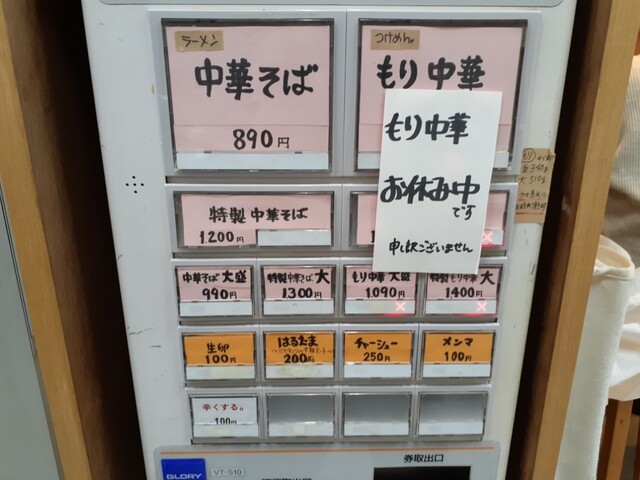 ラーメン
中華そば
890円
つけめん
もり中華
もり中華
お休み中
です
申し訳ございません
特製中華そば
1,200円
中華そば 大盛
990円
特製中華そば 大
1300円
もり中華 大盛
1,090円
特製もり中華 大
1400円
生卵
100円
はるたま
200円
チャーシュー
250円
メンマ
100円
辛くする。
100円
GLORY
VT-S10
券取出口